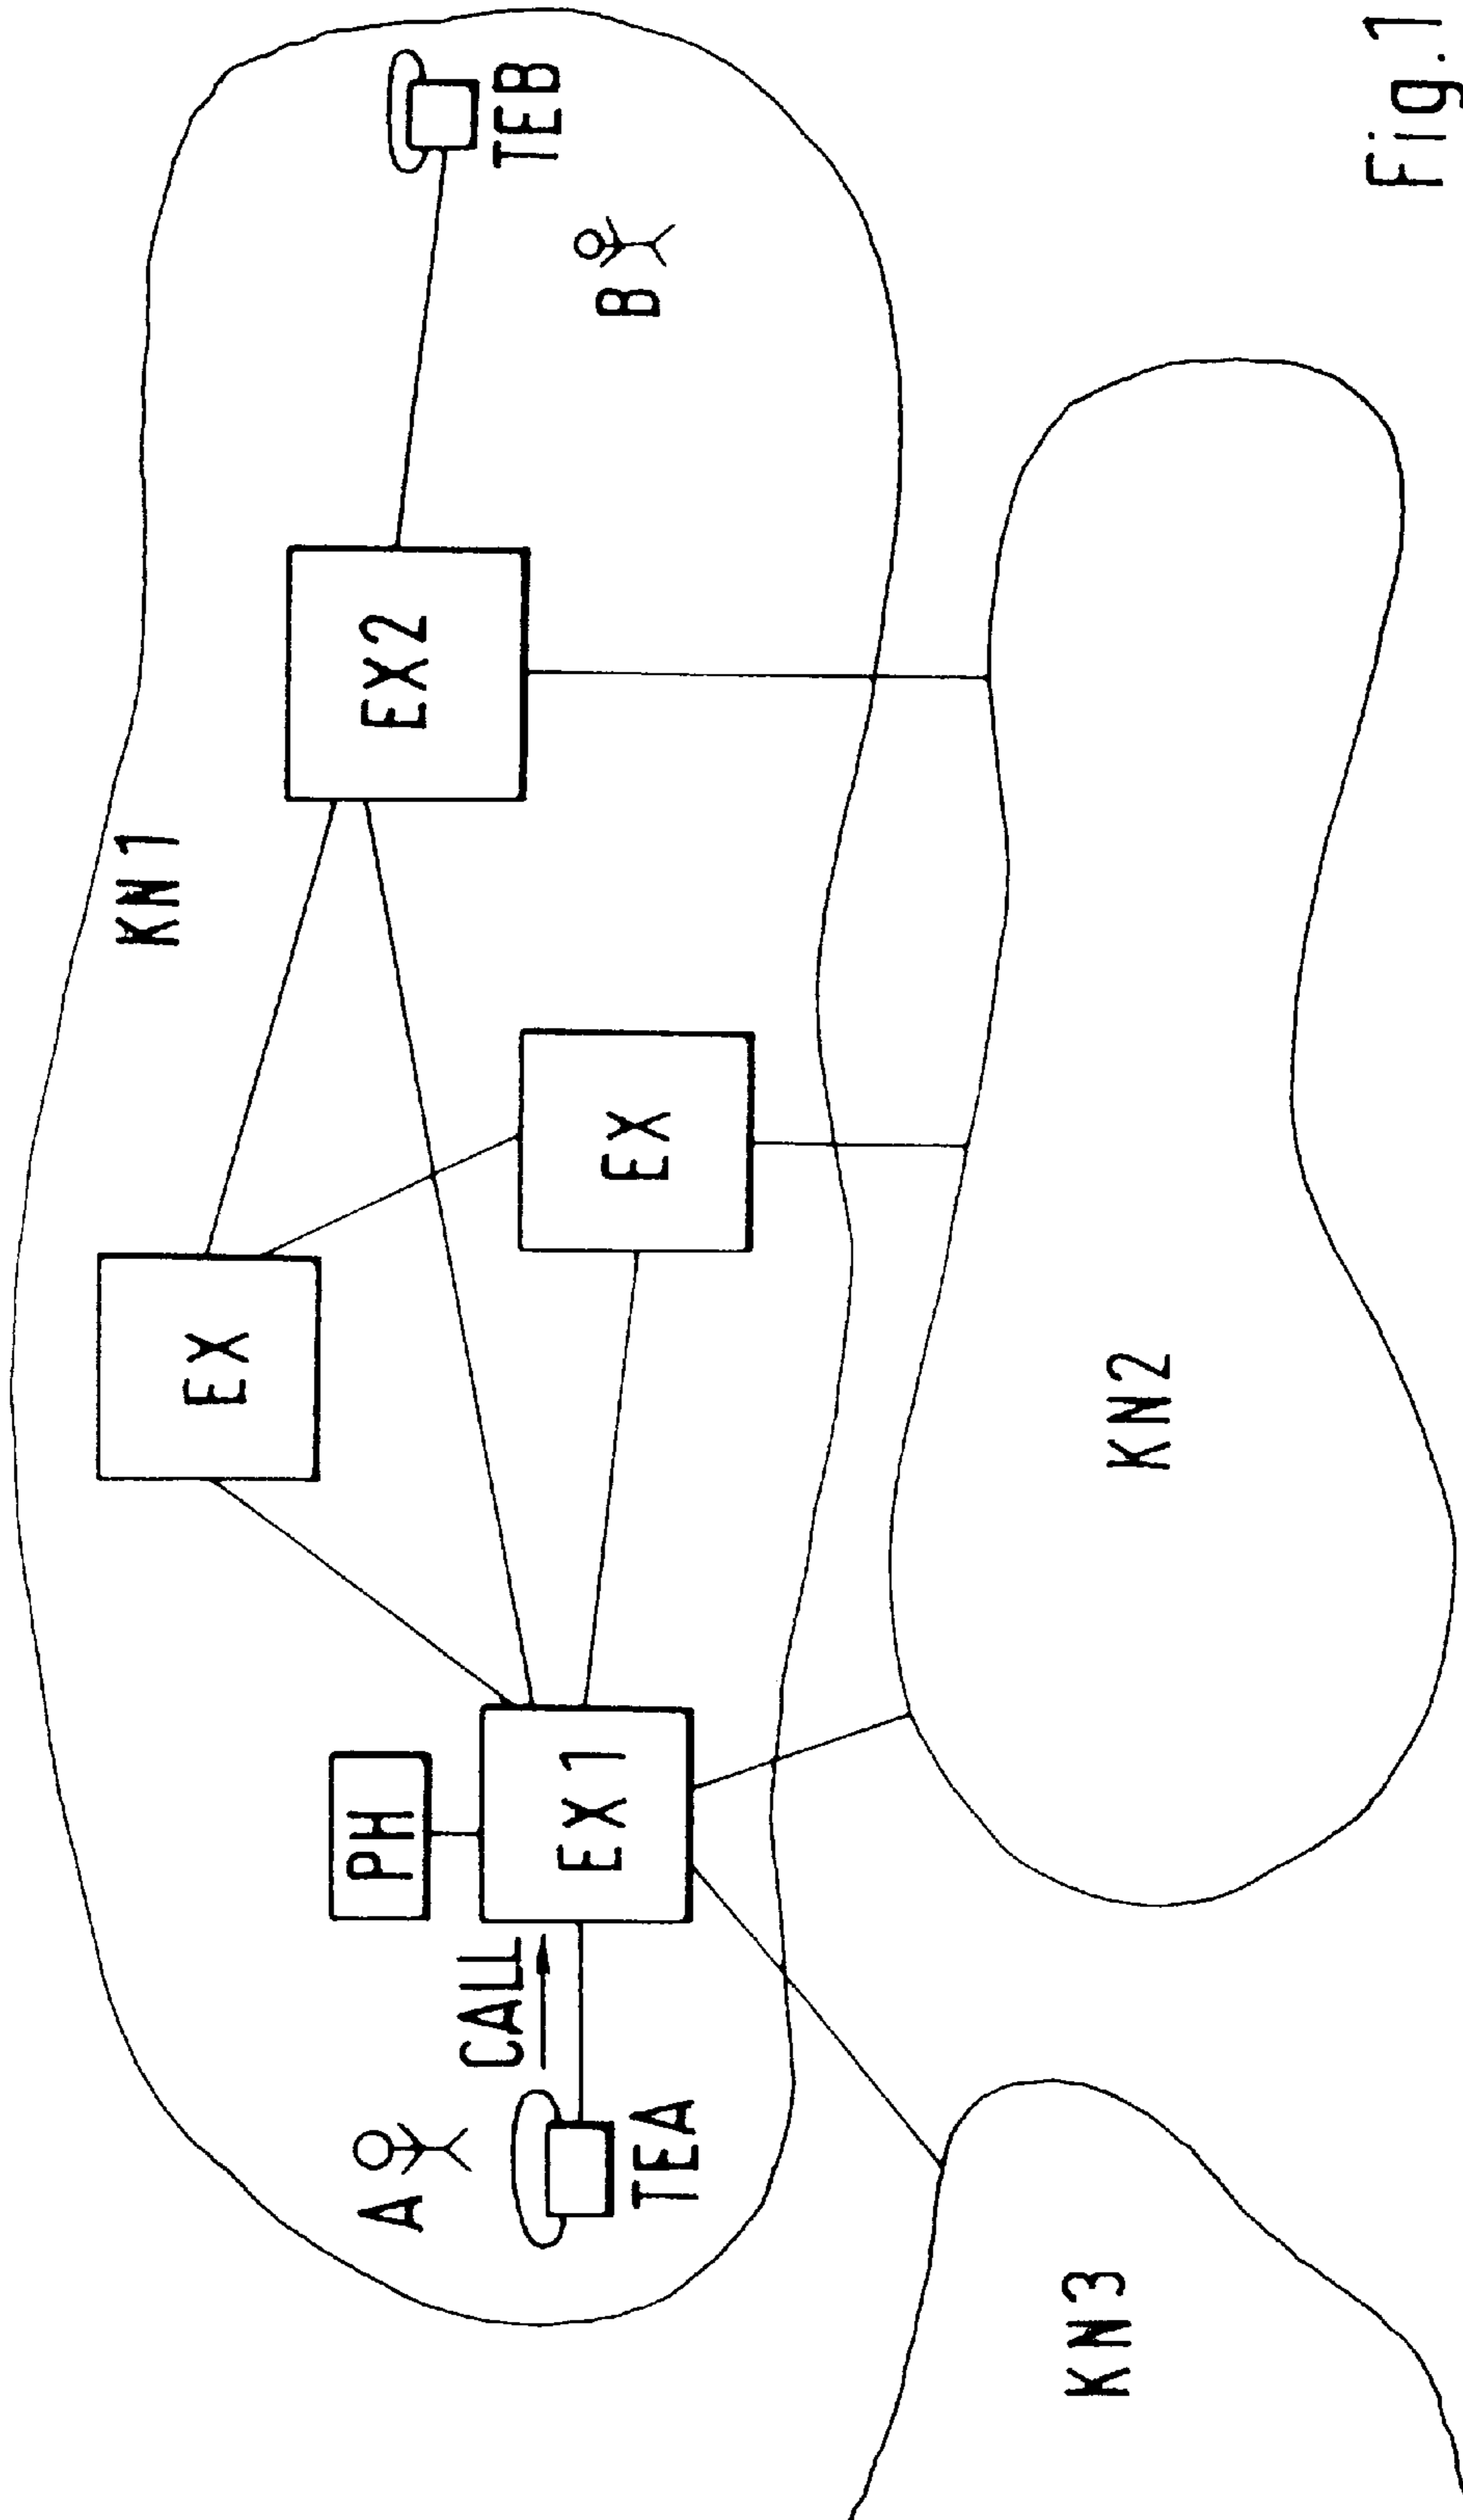 KN1
EX
EX2
TEB
PH
A
CALL
B
EX1
EX
TEA
KN3
KN2
Fig.1